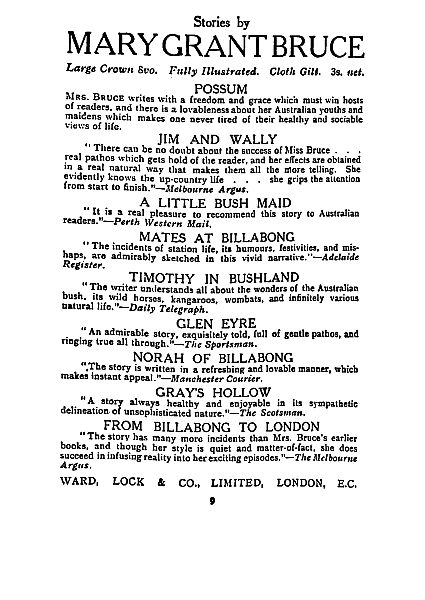 Stories by
MARY GRANT BRUCE
Large Crown 8vo. Fully Illustrated. Cloth Gilt. 3s. net.
POSSUM
MRS. BRUCE writes with a freedom and grace which must win hosts
of readers, and there is a lovableness about her Australian youths and
maidens which makes one never tired of their healthy and sociable
views of life.
JIM AND WALLY
"There can be no doubt about the success of Miss Bruce . . .
real pathos which gets hold of the reader, and her effects are obtained
in a real natural way that makes them all the more telling. She
evidently knows the up-country life . . . she grips the attention
from start to finish."—Melbourne Argus.
A LITTLE BUSH MAID
"It is a real pleasure to recommend this story to Australian
readers."—Perth Western Mail.
MATES AT BILLABONG
"The incidents of station life, its humours, festivities, and mis-
haps, are admirably sketched in this vivid narrative."—Adelaide
Register.
TIMOTHY IN BUSHLAND
"The writer understands all about the wonders of the Australian
bush, its wild horses, kangaroos, wombats, and infinitely various
natural life."—Daily Telegraph.
GLEN EYRE
"An admirable story, exquisitely told, full of gentle pathos, and
ringing true all through."—The Sportsman.
NORAH OF BILLABONG
"The story is written in a refreshing and lovable manner, which
makes instant appeal."—Manchester Courier.
GRAY'S HOLLOW
"A story always healthy and enjoyable in its sympathetic
delineation of unsophisticated nature."—The Scotsman.
FROM BILLABONG TO LONDON
"The story has many more incidents than Mrs. Bruce's earlier
books, and though her style is quiet and matter-of-fact, she does
succeed in infusing reality into her exciting episodes."—The Melbourne
Argus.
WARD, LOCK & CO., LIMITED, LONDON, E.C.
9